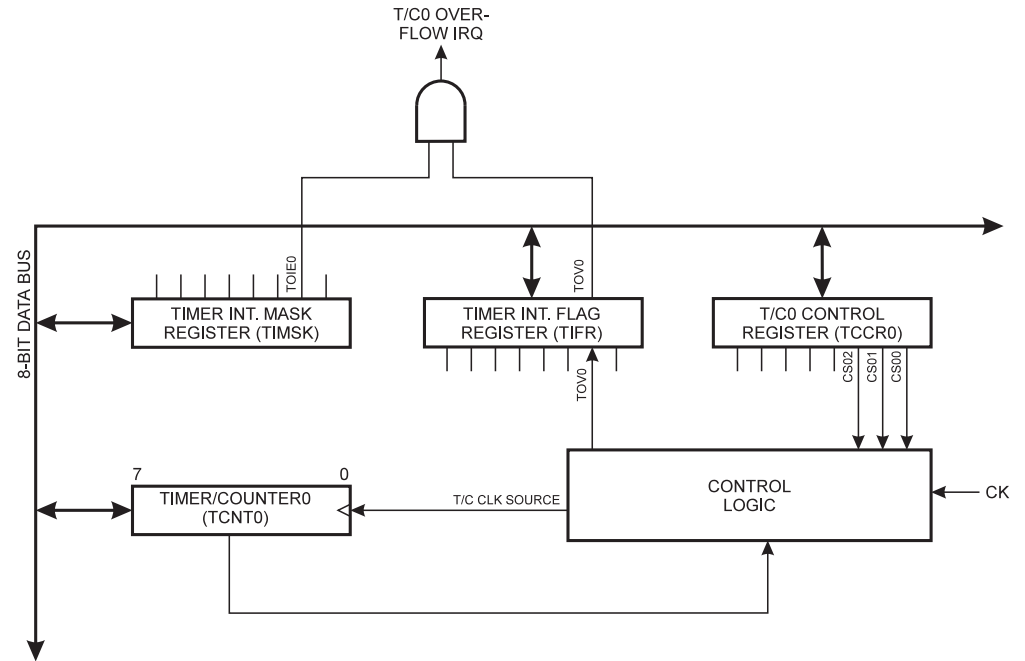 T/C0 OVER-
FLOW IRQ
8-BIT DATA BUS
TOIE0
TOV0
TIMER INT. MASK
REGISTER (TIMSK)
TIMER INT. FLAG
REGISTER (TIFR)
T/C0 CONTROL
REGISTER (TCCR0)
TOV0
CS02
CS01
CS00
7
0
TIMER/COUNTER0
(TCNT0)
T/C CLK SOURCE
CONTROL
LOGIC
CK